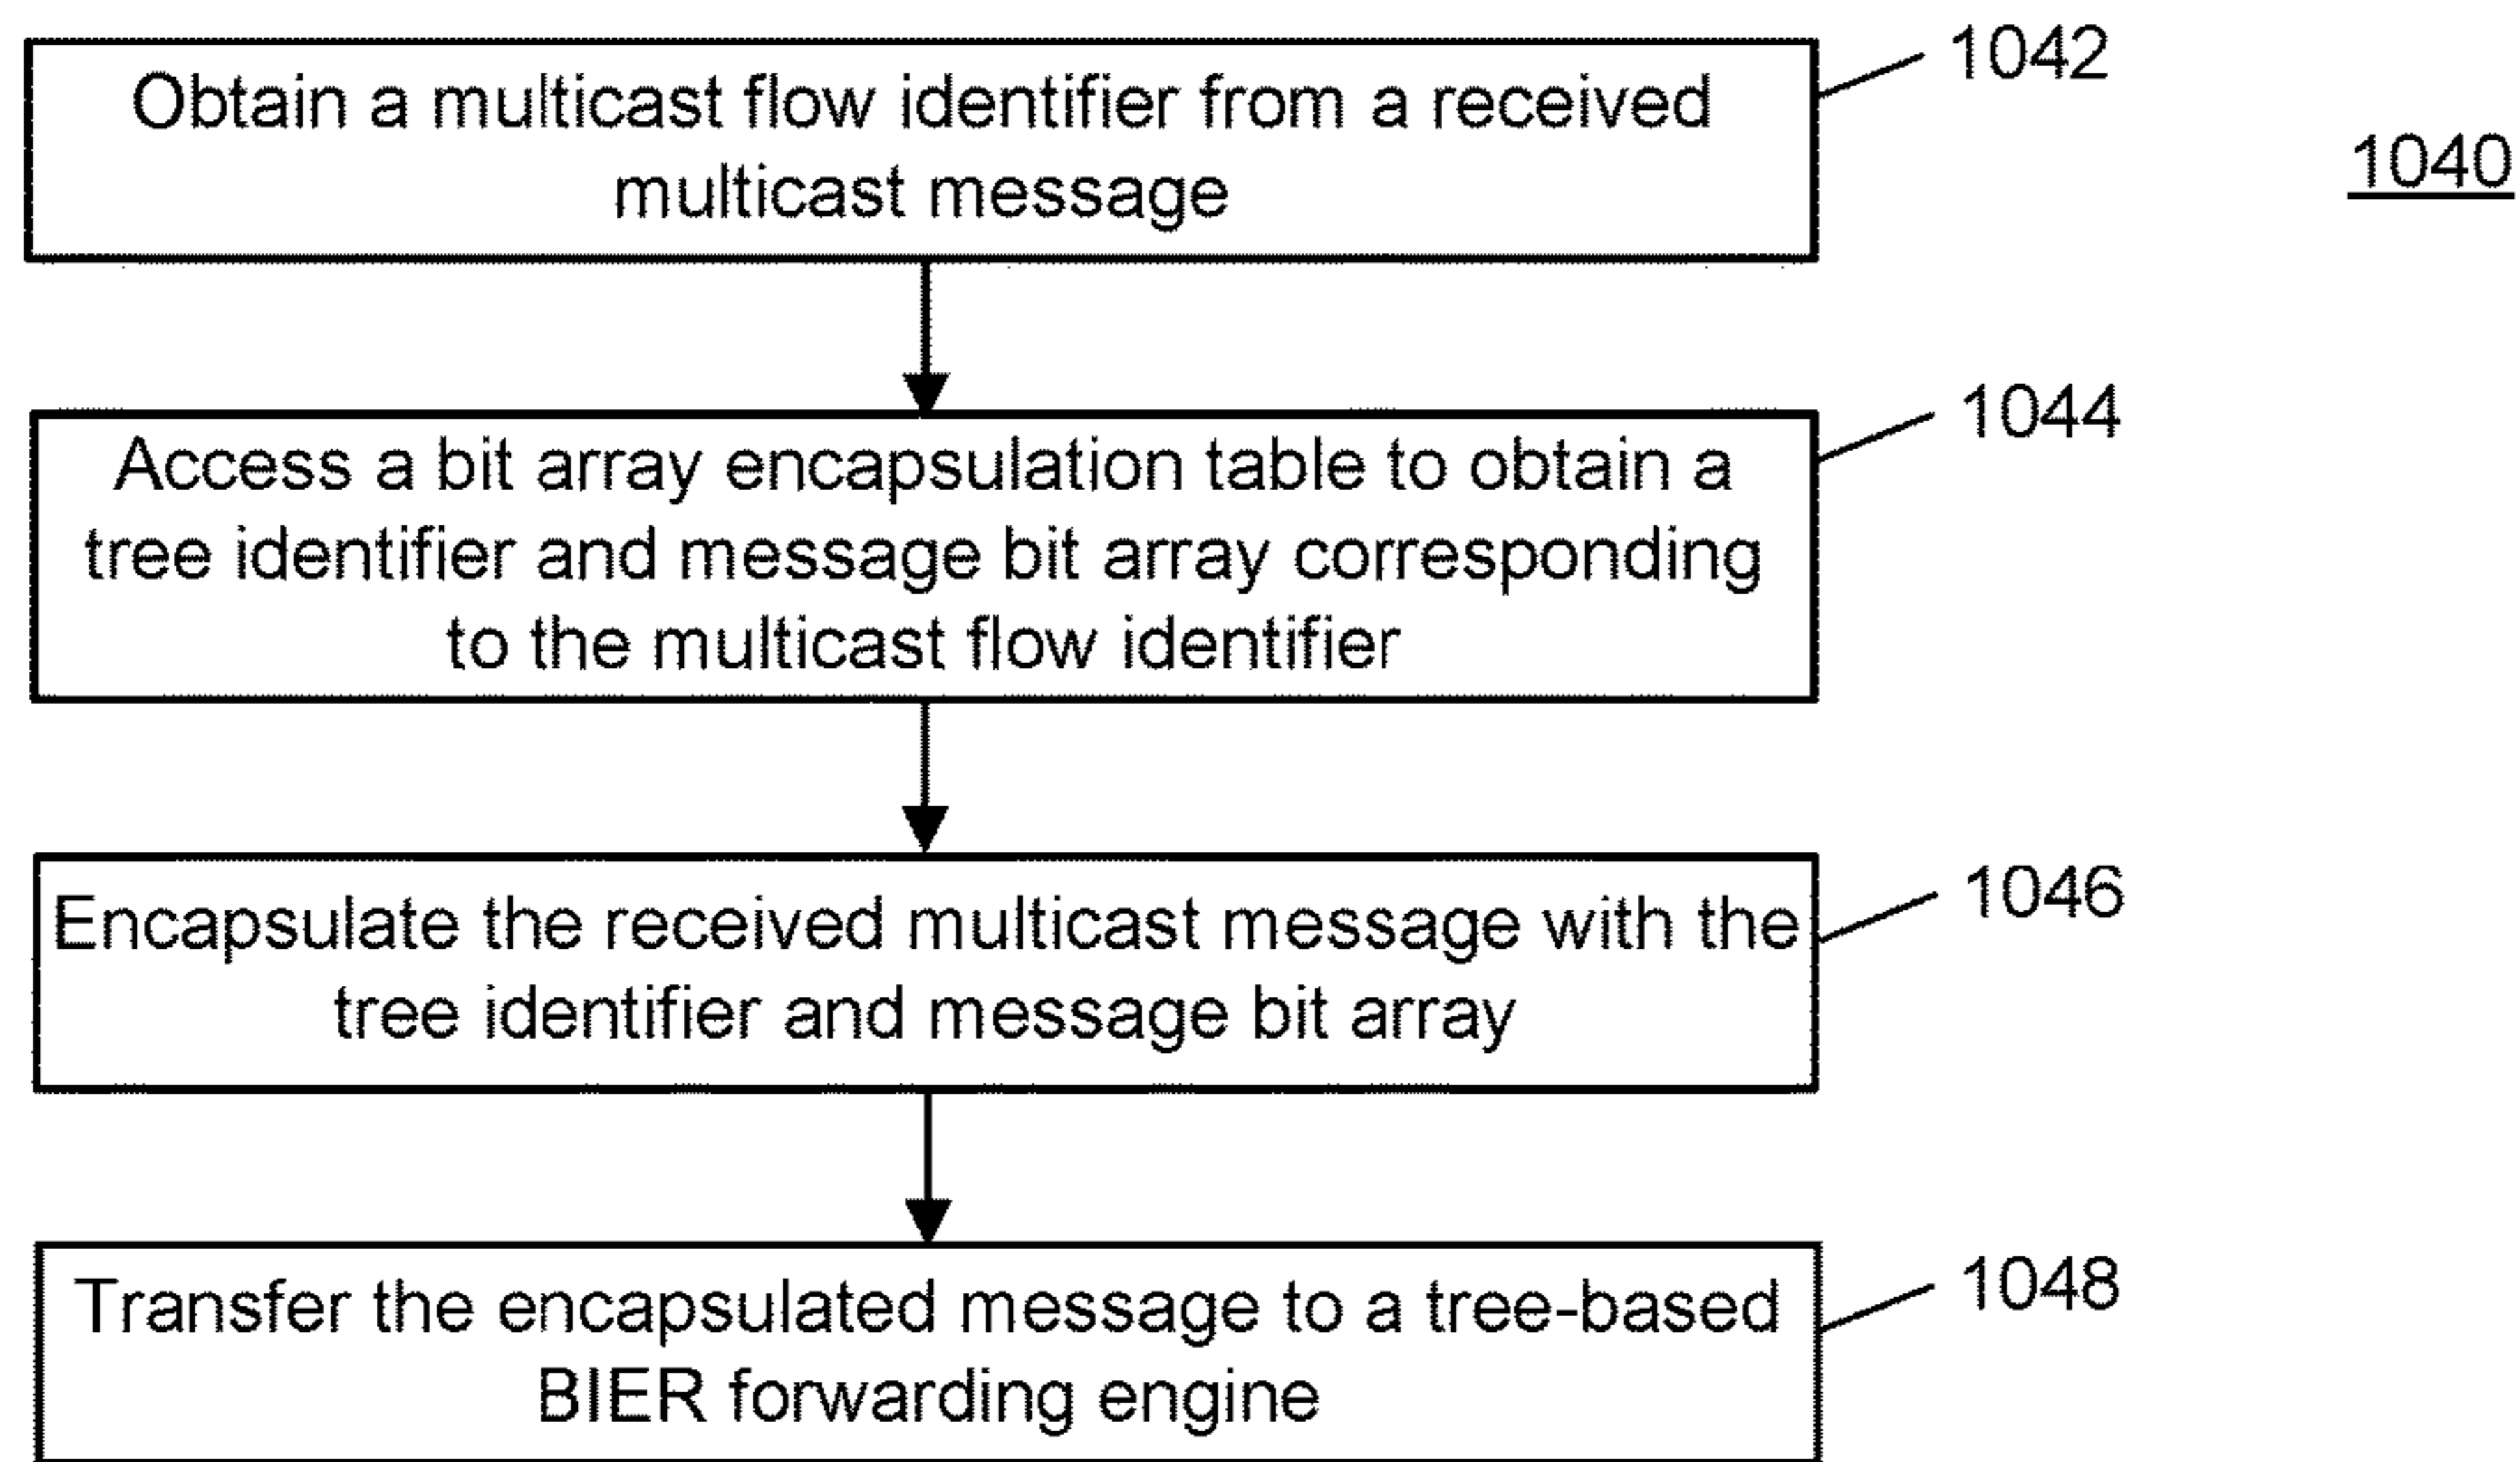 Obtain a multicast flow identifier from a received
multicast message
1042
1040
Access a bit array encapsulation table to obtain a
tree identifier and message bit array corresponding
to the multicast flow identifier
1044
Encapsulate the received multicast message with the
tree identifier and message bit array
1046
Transfer the encapsulated message to a tree-based
BIER forwarding engine
1048